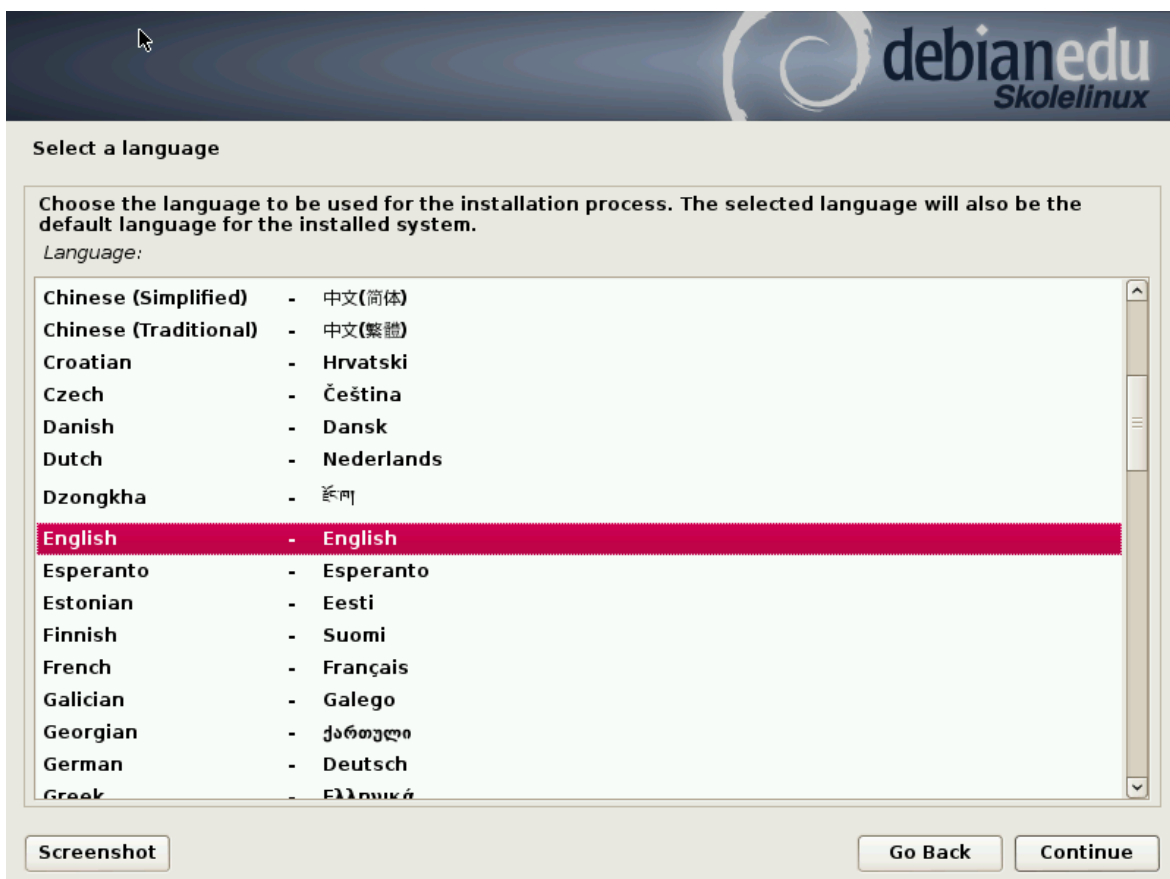 debianedu
Skolelinux
Select a language
Choose the language to be used for the installation process. The selected language will also be the
default language for the installed system.
Language:
Chinese (Simplified) - 中文(简体)
Chinese (Traditional) - 中文(繁體)
Croatian - Hrvatski
Czech - Čeština
Danish - Dansk
Dutch - Nederlands
Dzongkha - རྫོང་ཁ།
English - English
Esperanto - Esperanto
Estonian - Eesti
Finnish - Suomi
French - Français
Galician - Galego
Georgian - ქართული
German - Deutsch
Greek - Ελληνικά
Screenshot Go Back Continue